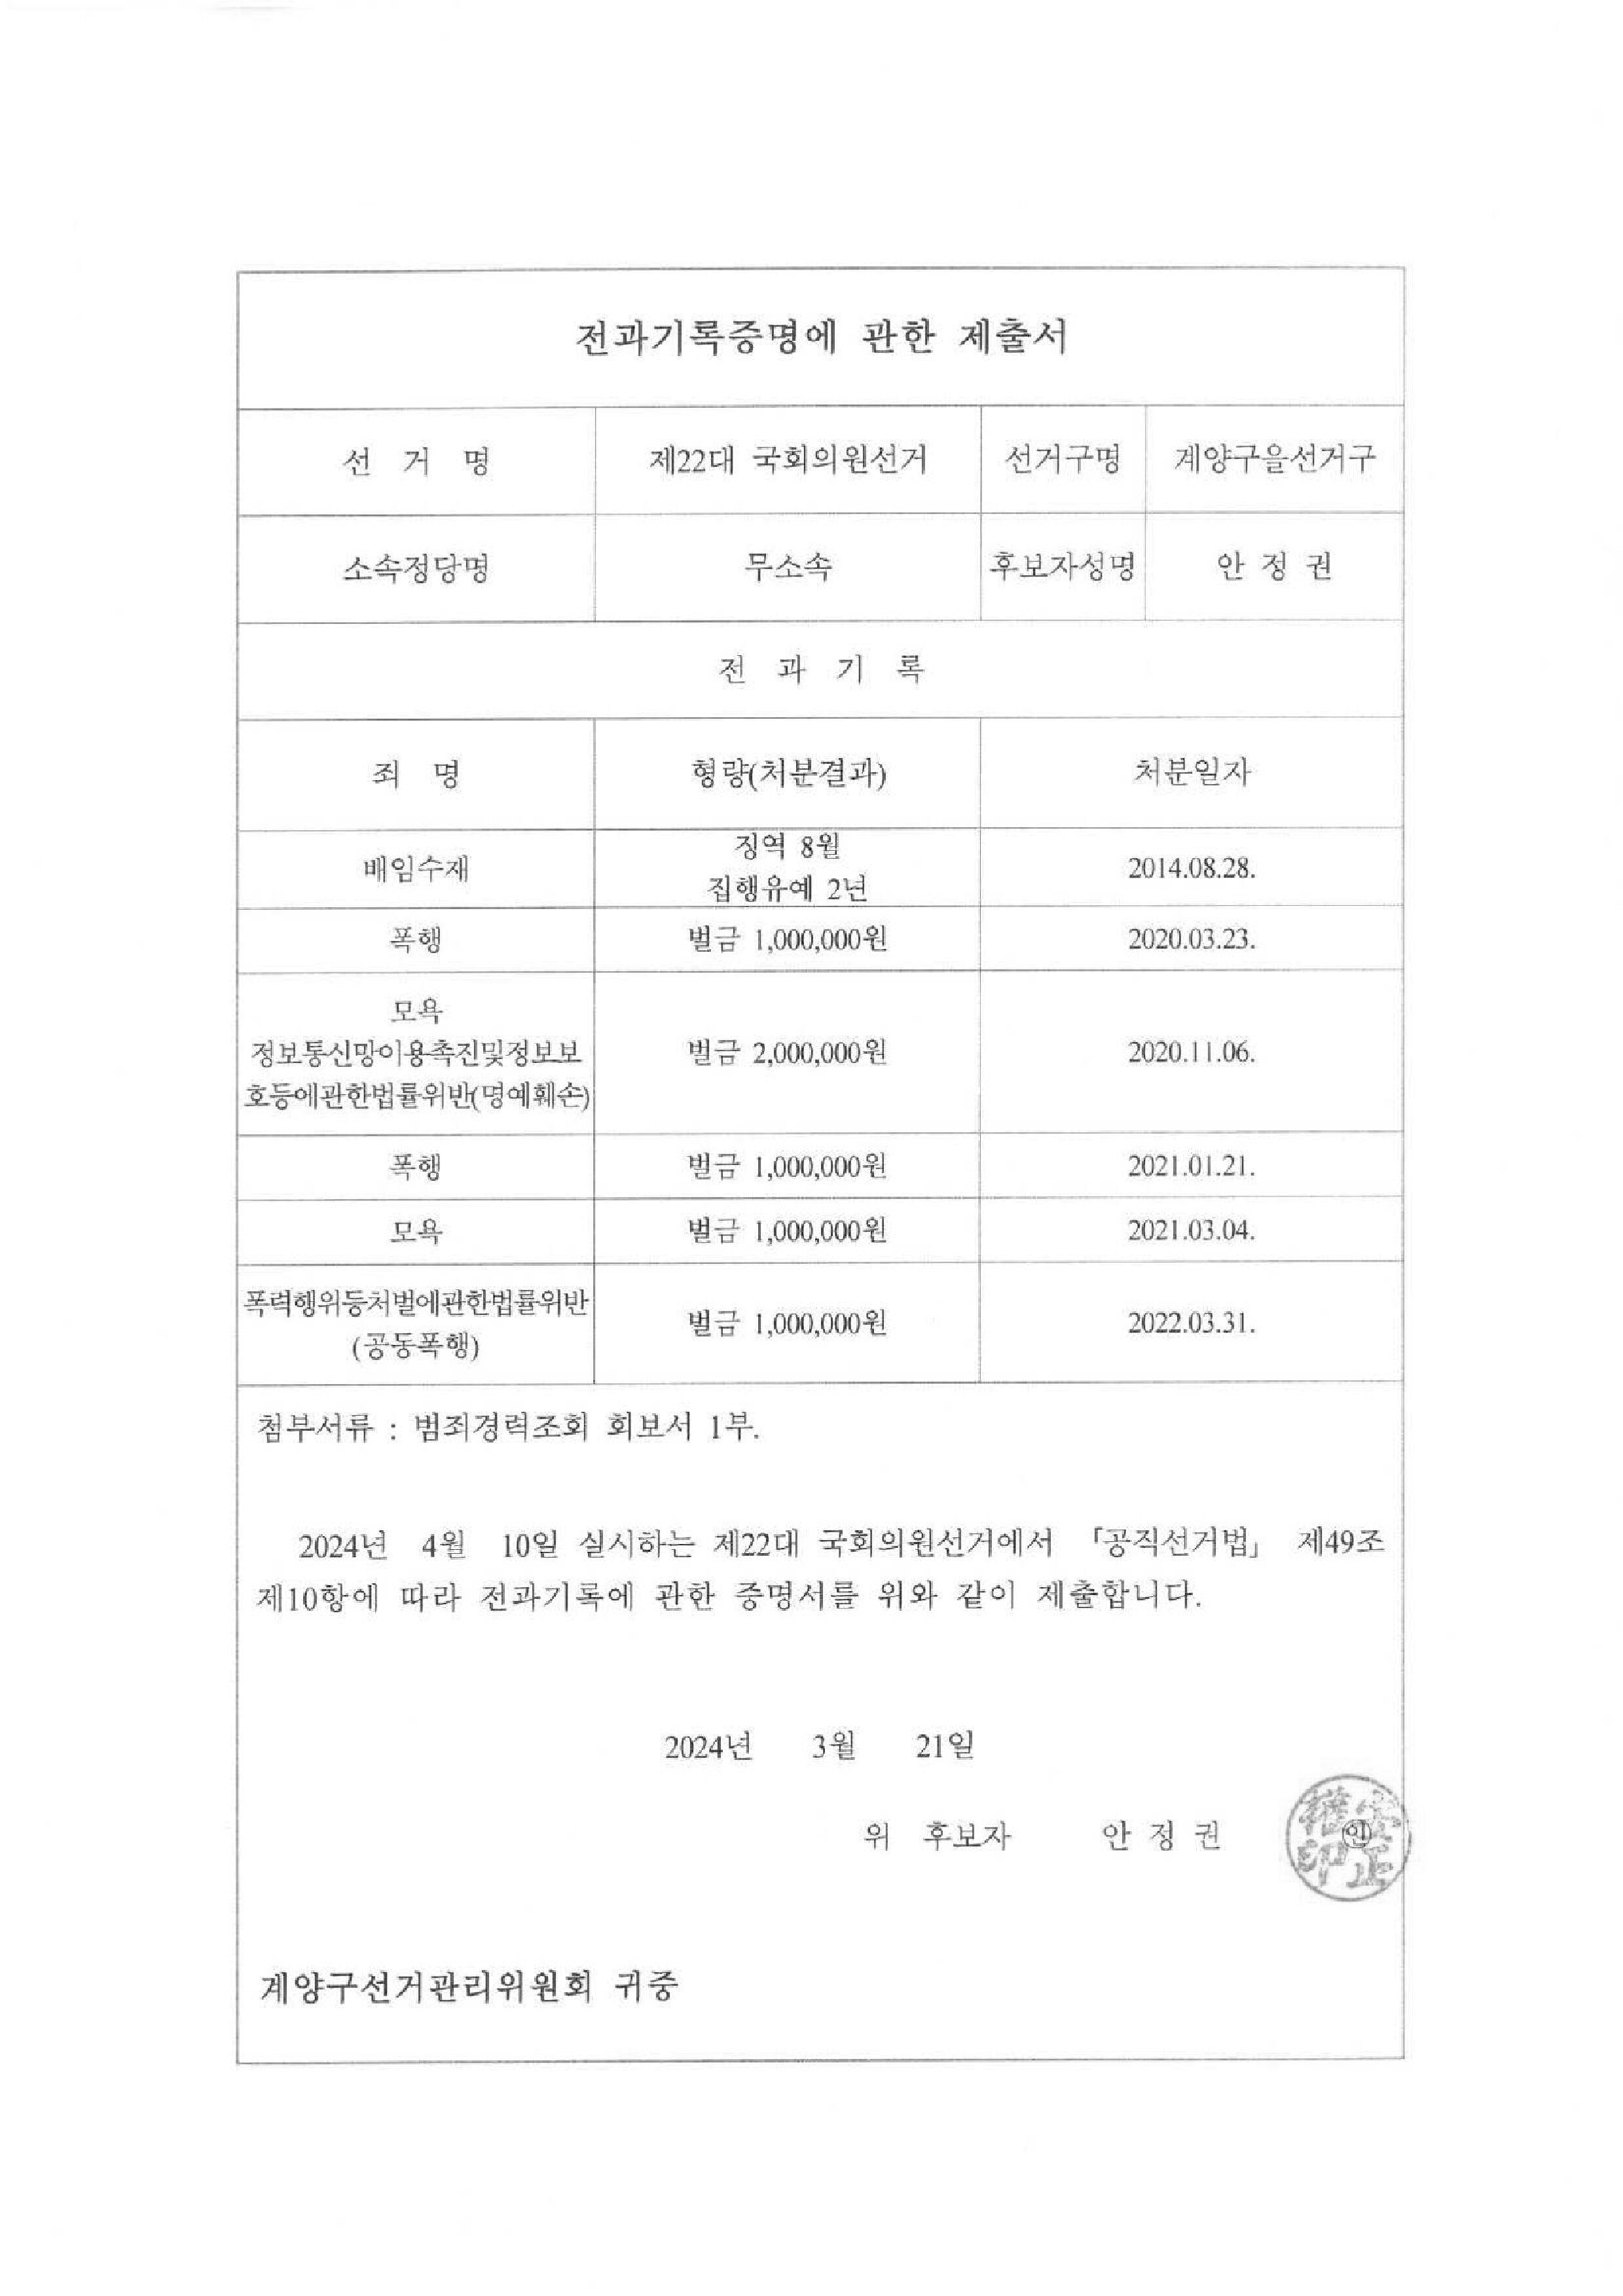 전과기록증명에 관한 제출서
선 거 명 제22대 국회의원선거 선거구명 계양구을선거구
소속정당명 무소속 후보자성명 안 정 권
전 과 기 록
죄 명 형량(처분결과) 처분일자
배임수재 징역 8월 집행유예 2년 2014.08.28.
폭행 벌금 1,000,000원 2020.03.23.
모욕
정보통신망이용촉진및정보보 벌금 2,000,000원 2020.11.06.
호등에관한법률위반(명예훼손)
폭행 벌금 1,000,000원 2021.01.21.
모욕 벌금 1,000,000원 2021.03.04.
폭력행위등처벌에관한법률위반
(공동폭행) 벌금 1,000,000원 2022.03.31.
첨부서류 : 범죄경력조회 회보서 1부.
2024년 4월 10일 실시하는 제22대 국회의원선거에서 「공직선거법」 제49조
제10항에 따라 전과기록에 관한 증명서를 위와 같이 제출합니다.
2024년 3월 21일
위 후보자 안 정 권 ㊞
安正
權印
계양구선거관리위원회 귀중